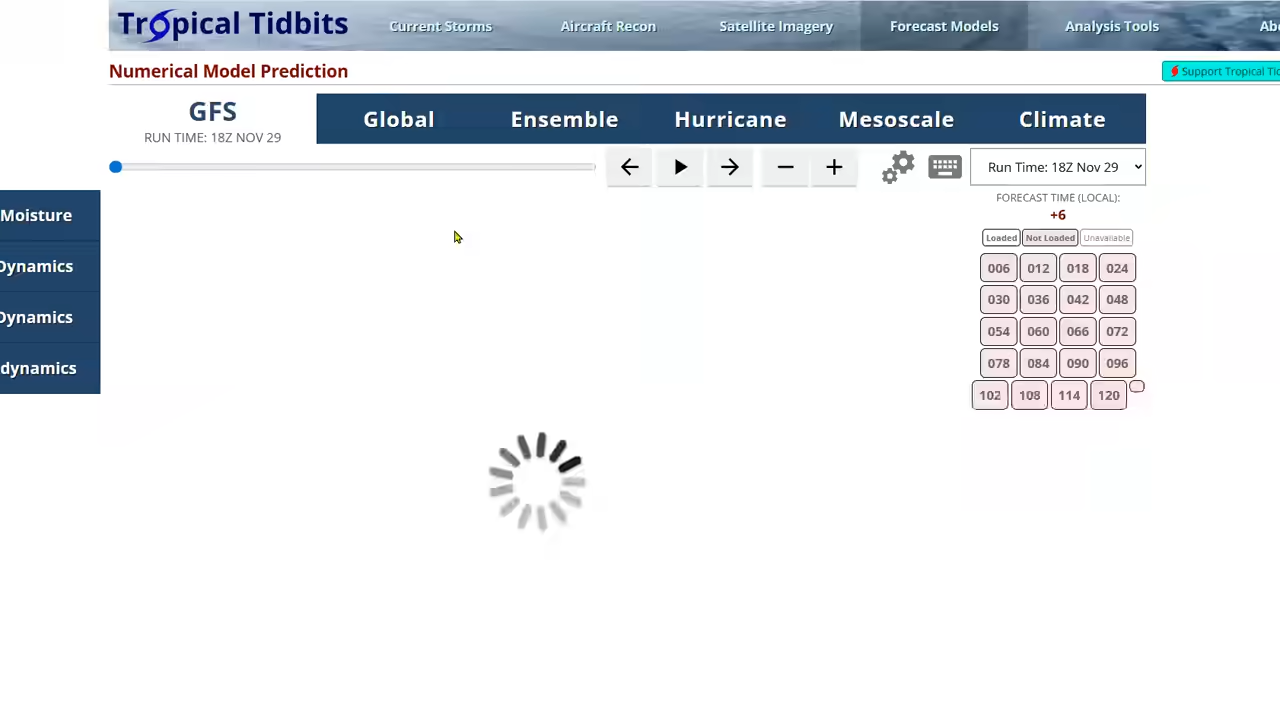 Tropical Tidbits
Current Storms
Aircraft Recon
Satellite Imagery
Forecast Models
Analysis Tools
Numerical Model Prediction
Support Tropical
GFS
RUN TIME: 18Z NOV 29
Global
Ensemble
Hurricane
Mesoscale
Climate
Run Time: 18Z Nov 29
FORECAST TIME (LOCAL):
+6
Loaded
Not Loaded
Unavailable
Moisture
Dynamics
Dynamics
dynamics
006 012 018 024
030 036 042 048
054 060 066 072
078 084 090 096
102 108 114 120